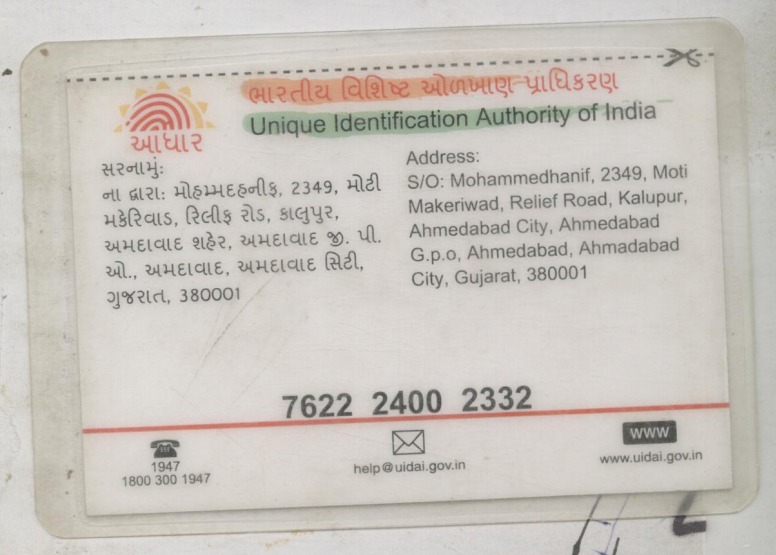 ભારતીય વિશિષ્ટ ઓળખાણ પ્રાધિકરણ
Unique Identification Authority of India
આધાર
સરનામું:
ના દ્વારા: મોહમ્મદહનીફ, 2349, મોટી
મકેરિવાડ, રિલીફ રોડ, કાલુપુર,
અમદાવાદ શહેર, અમદાવાદ જી. પી.
ઓ., અમદાવાદ, અમદાવાદ સિટી,
ગુજરાત, 380001
Address:
S/O: Mohammedhanif, 2349, Moti
Makeriwad, Relief Road, Kalupur,
Ahmedabad City, Ahmedabad
G.p.o, Ahmedabad, Ahmadabad
City, Gujarat, 380001
7622 2400 2332
1947
1800 300 1947
help@uidai.gov.in
WWW
www.uidai.gov.in